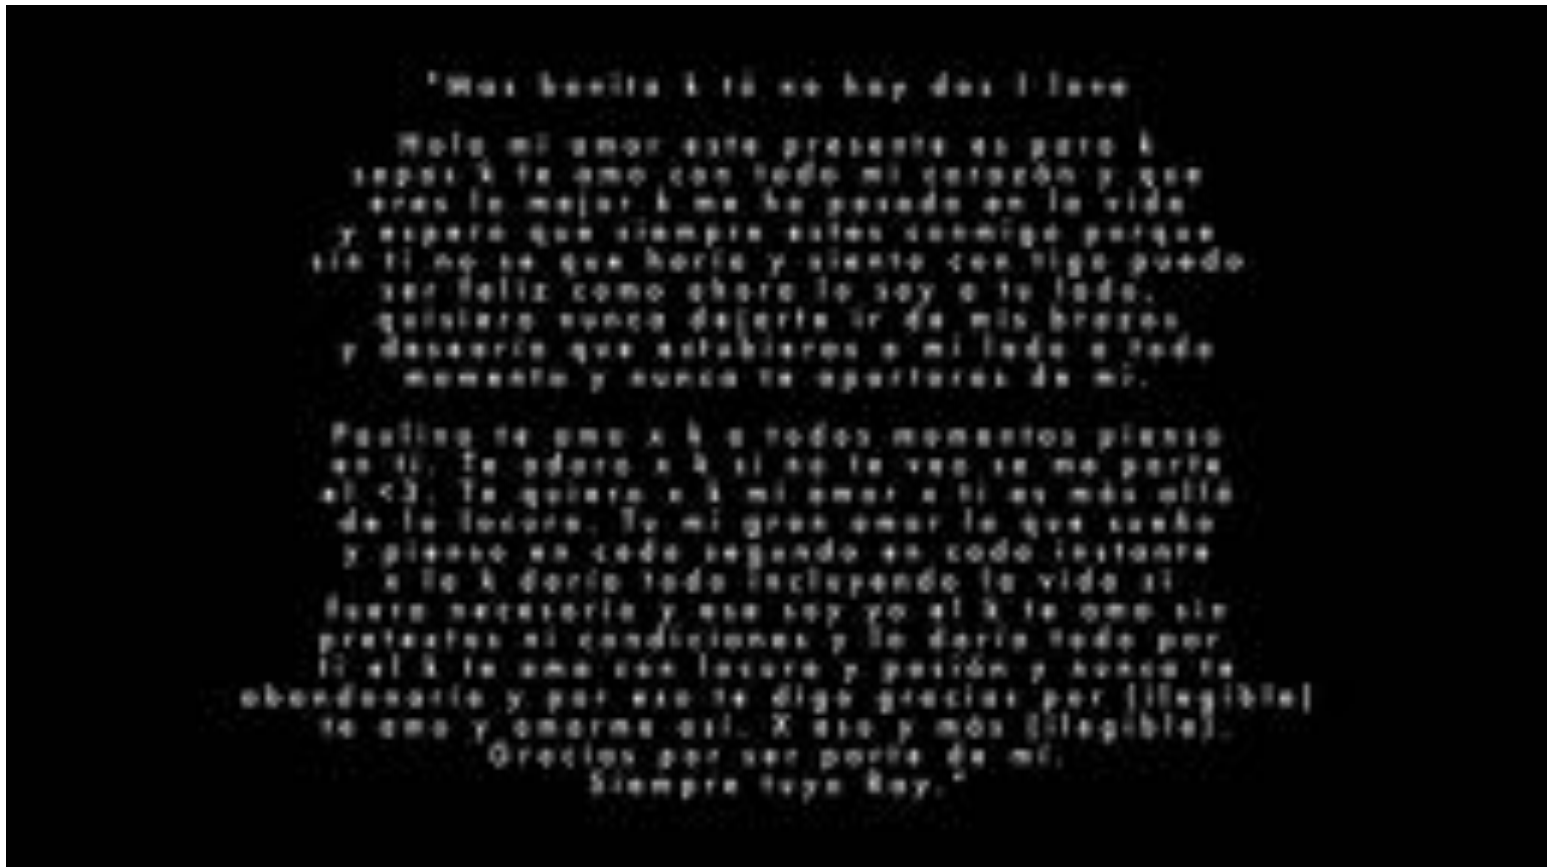 "Mas bonita k tú no hay dos I love
Hola mi amor este presente es para k
sepas k te amo con todo mi corazón y que
eres lo mejor k me ha pasado en la vida
y espero que siempre estes conmigo porque
sin ti no se que haría y siento con tigo puedo
ser feliz como ahora lo soy a tu lado,
quisiera nunca dejarte ir de mis brazos
y desearía que estubieras a mi lado a todo
momento y nunca te apartaras de mi.
Paulina te amo x k a todos momentos pienso
en ti. Te adoro x k si no te veo se me parte
el <3. Te quiero x k mi amor a ti es más allá
de la locura. Tu mi gran amor lo que sueño
y pienso en cada segundo en cada instante
a la k daría todo incluyendo la vida si
fuera necesario y ese soy yo el k te ama sin
pretextos ni condiciones y lo daría todo por
ti el k te ama con locura y pasión y nunca te
abandonaría y por eso te digo gracias por [ilegible]
te amo y amarme así. X eso y más [ilegible].
Gracias por ser parte de mi.
Siempre tuyo Ray."